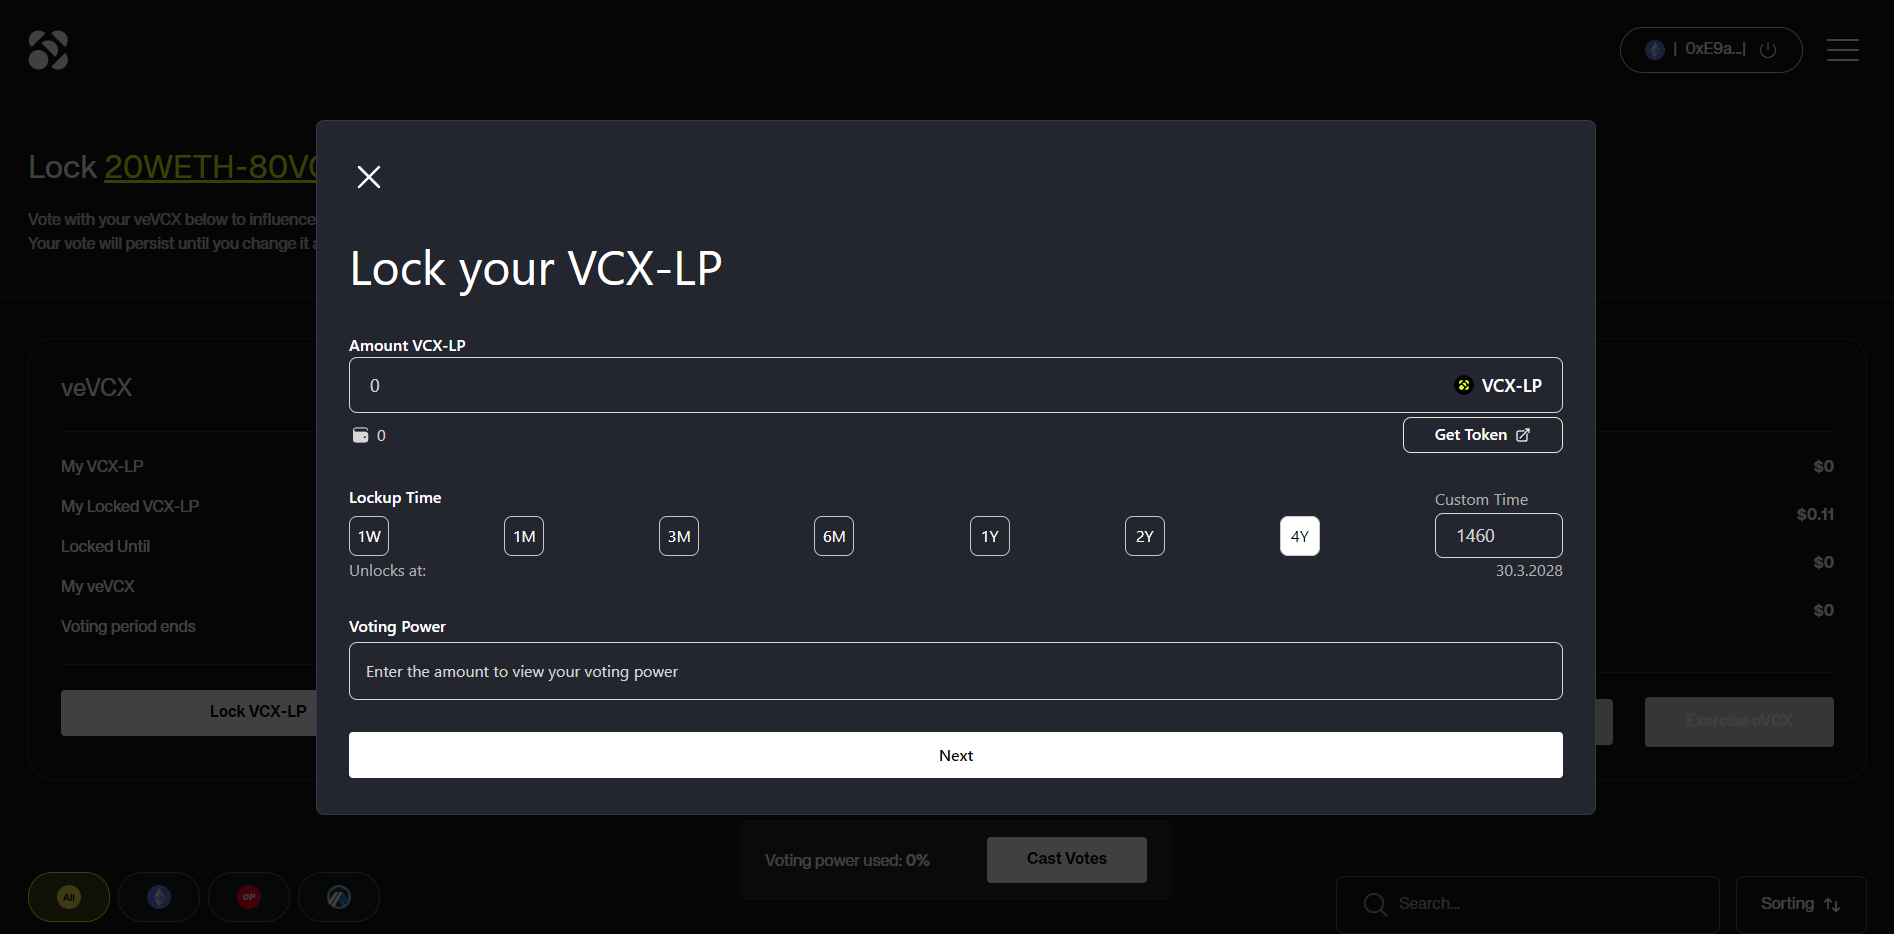 | 0xE9a...|
Lock 20WETH-80VC
Vote with your veVCX below to influence
Your vote will persist until you change it a
Lock your VCX-LP
Amount VCX-LP
0 VCX-LP
0 Get Token
Lockup Time
Custom Time
1W 1M 3M 6M 1Y 2Y 4Y 1460
Unlocks at: 30.3.2028
Voting Power
Enter the amount to view your voting power
Next
veVCX
My VCX-LP
My Locked VCX-LP
Locked Until
My veVCX
Voting period ends
Lock VCX-LP
$0
$0.11
$0
$0
Exercise oVCX
Voting power used: 0% Cast Votes
All OP
Search... Sorting